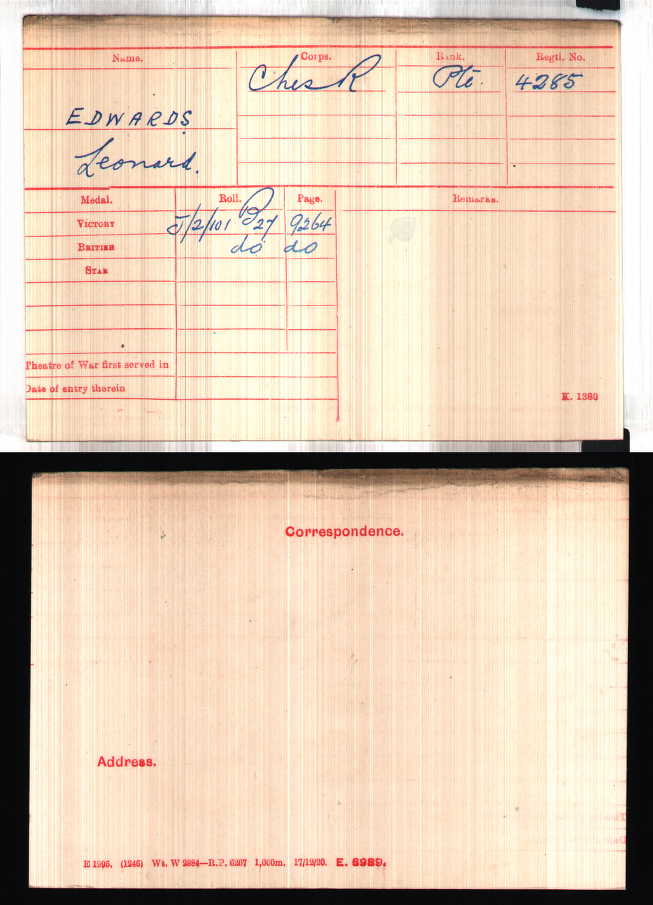 Name. Corps. Rank. Regtl. No.
EDWARDS Ches R Pte. 4285
Leonard.
Medal. Roll. Page. Remarks.
VICTORY J/2/101 B27 9264
BRITISH do do
STAR
Theatre of War first served in
Date of entry therein
K. 1380
Correspondence.
Address.
E 1996. (1246) Wt. W 2884—R.P. 6267 1,000m. 17/12/20. E. 6989.